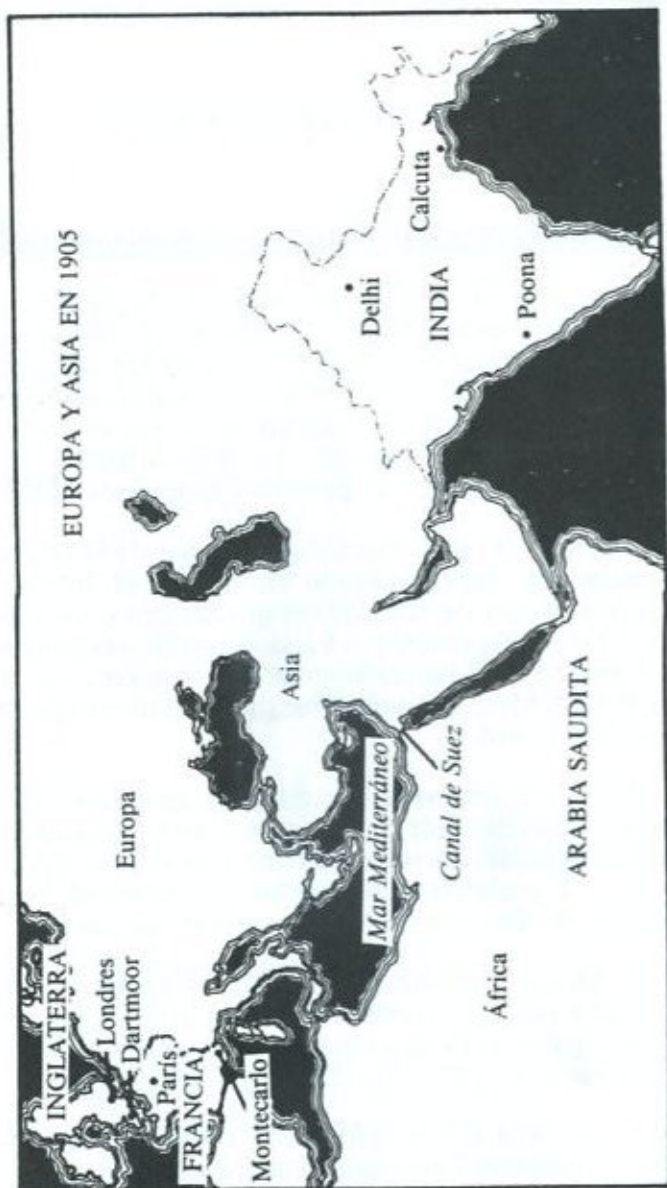 EUROPA Y ASIA EN 1905
INGLATERRA
Londres
Dartmoor
París
FRANCIA
Montecarlo
Europa
Asia
Mar Mediterráneo
Canal de Suez
África
ARABIA SAUDITA
Delhi
INDIA
Calcuta
Poona